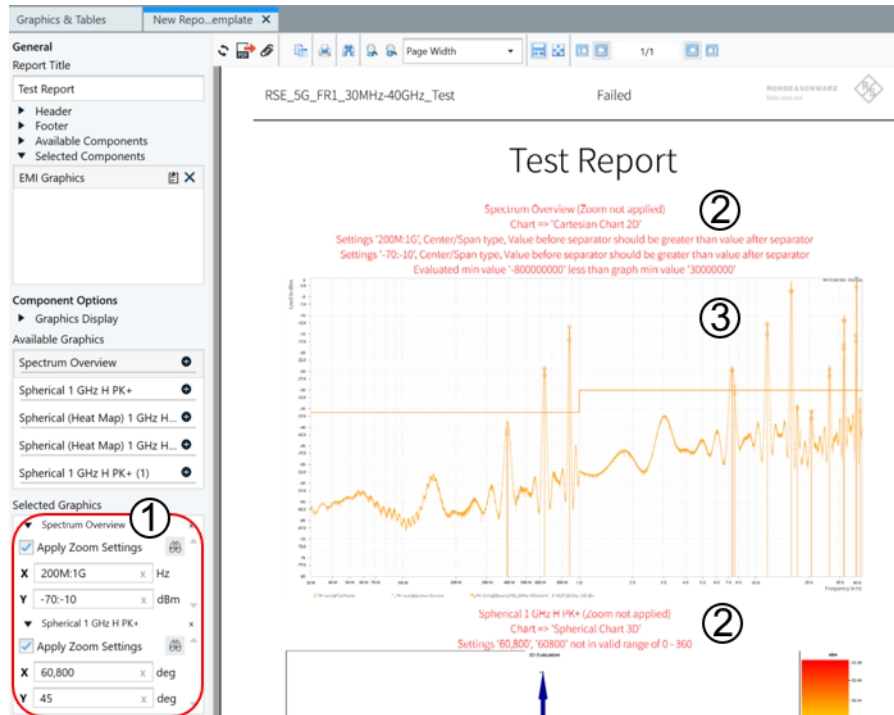 Graphics & Tables
New Repo...emplate X
General
Report Title
Test Report
Header
Footer
Available Components
Selected Components
EMI Graphics
Component Options
Graphics Display
Available Graphics
Spectrum Overview
Spherical 1 GHz H PK+
Spherical (Heat Map) 1 GHz H...
Spherical (Heat Map) 1 GHz H...
Spherical 1 GHz H PK+ (1)
Selected Graphics
1
Spectrum Overview x
Apply Zoom Settings
X 200M:1G x Hz
Y -70:-10 x dBm
Spherical 1 GHz H PK+ x
Apply Zoom Settings
X 60,800 x deg
Y 45 x deg
Page Width
1/1
RSE_5G_FR1_30MHz-40GHz_Test
Failed
ROHDE & SCHWARZ
Test Report
2
Spectrum Overview (Zoom not applied)
Chart => 'Cartesian Chart 2D'
Settings '200M:1G', Center/Span type, Value before separator should be greater than value after separator
Settings '-70:-10', Center/Span type, Value before separator should be greater than value after separator
Evaluated min value '-800000000' less than graph min value '30000000'
3
Frequency in Hz
2
Spherical 1 GHz H PK+ (Zoom not applied)
Chart => 'Spherical Chart 3D'
Settings '60,800', '60800' not in valid range of 0 - 360
3D Evaluation
dBm